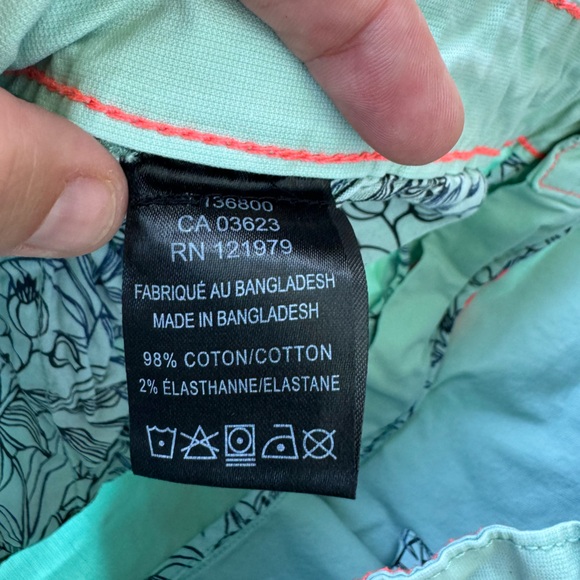 136800
CA 03623
RN 121979
FABRIQUÉ AU BANGLADESH
MADE IN BANGLADESH
98% COTON/COTTON
2% ÉLASTHANNE/ELASTANE